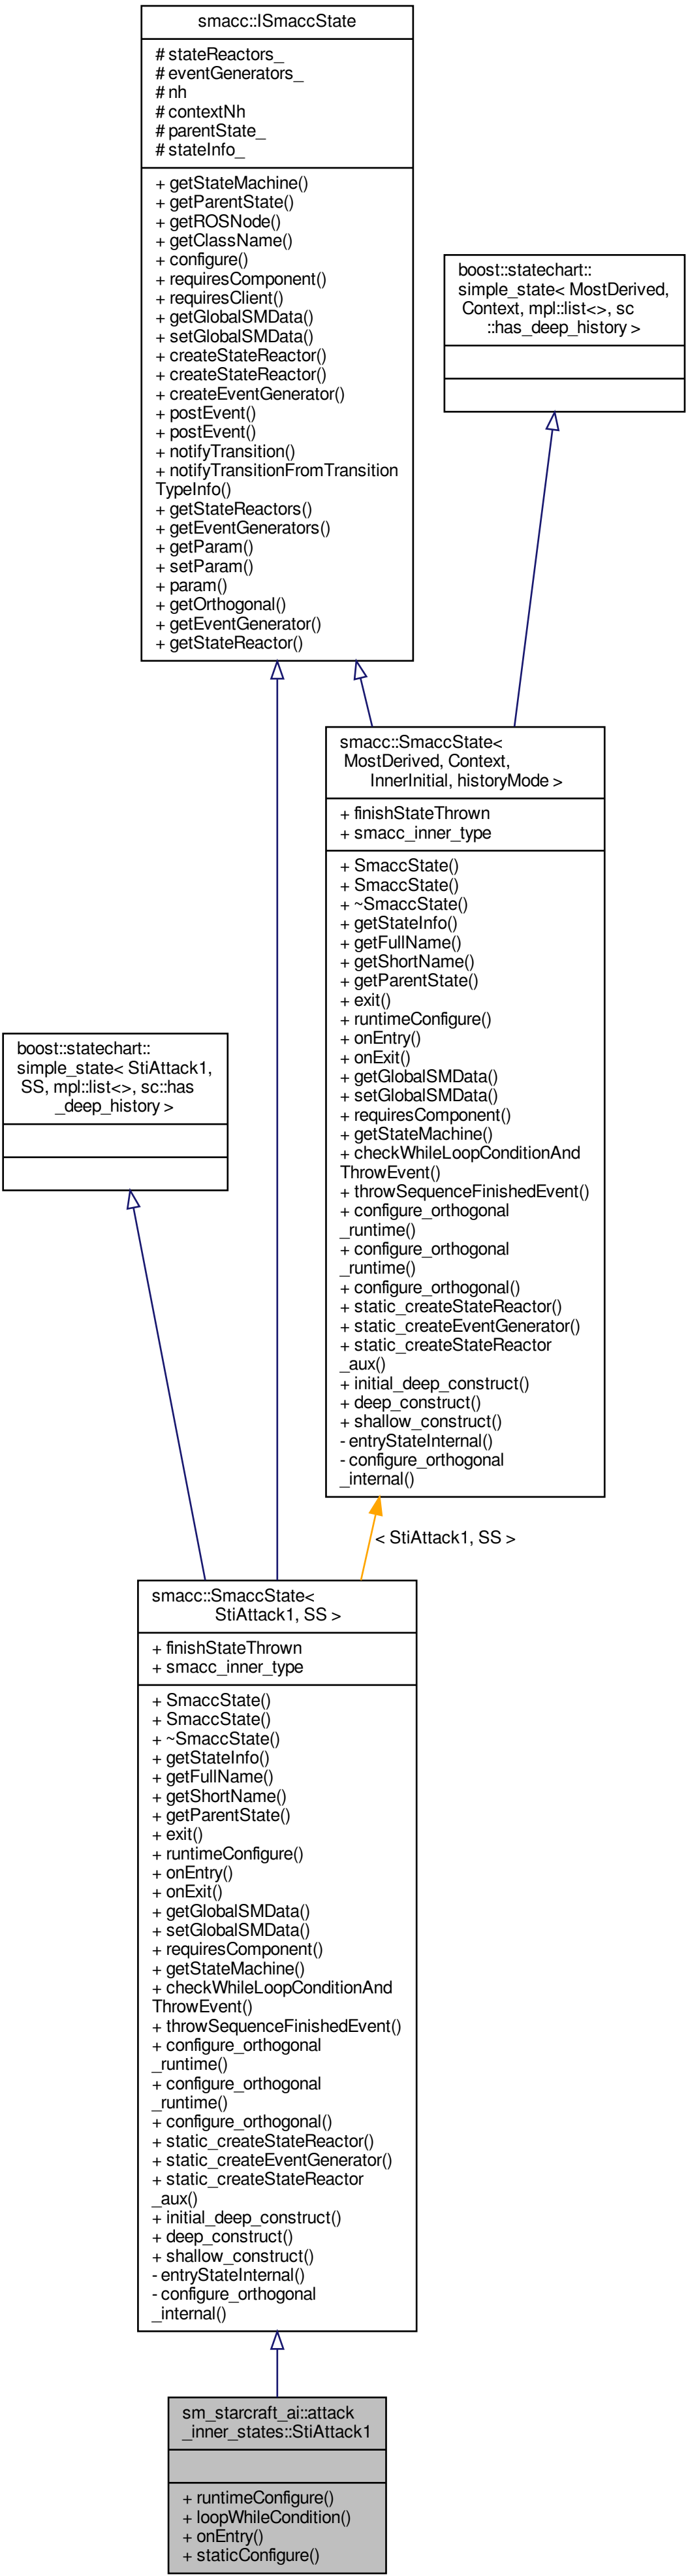 smacc::ISmaccState
# stateReactors_
# eventGenerators_
# nh
# contextNh
# parentState_
# stateInfo_
+ getStateMachine()
+ getParentState()
+ getROSNode()
+ getClassName()
+ configure()
+ requiresComponent()
+ requiresClient()
+ getGlobalSMData()
+ setGlobalSMData()
+ createStateReactor()
+ createStateReactor()
+ createEventGenerator()
+ postEvent()
+ postEvent()
+ notifyTransition()
+ notifyTransitionFromTransition
TypeInfo()
+ getStateReactors()
+ getEventGenerators()
+ getParam()
+ setParam()
+ param()
+ getOrthogonal()
+ getEventGenerator()
+ getStateReactor()
boost::statechart::
simple_state< MostDerived,
Context, mpl::list<>, sc
::has_deep_history >
smacc::SmaccState<
MostDerived, Context,
InnerInitial, historyMode >
+ finishStateThrown
+ smacc_inner_type
+ SmaccState()
+ SmaccState()
+ ~SmaccState()
+ getStateInfo()
+ getFullName()
+ getShortName()
+ getParentState()
+ exit()
+ runtimeConfigure()
+ onEntry()
+ onExit()
+ getGlobalSMData()
+ setGlobalSMData()
+ requiresComponent()
+ getStateMachine()
+ checkWhileLoopConditionAnd
ThrowEvent()
+ throwSequenceFinishedEvent()
+ configure_orthogonal
_runtime()
+ configure_orthogonal
_runtime()
+ configure_orthogonal()
+ static_createStateReactor()
+ static_createEventGenerator()
+ static_createStateReactor
_aux()
+ initial_deep_construct()
+ deep_construct()
+ shallow_construct()
- entryStateInternal()
- configure_orthogonal
_internal()
boost::statechart::
simple_state< StiAttack1,
SS, mpl::list<>, sc::has
_deep_history >
< StiAttack1, SS >
smacc::SmaccState<
StiAttack1, SS >
+ finishStateThrown
+ smacc_inner_type
+ SmaccState()
+ SmaccState()
+ ~SmaccState()
+ getStateInfo()
+ getFullName()
+ getShortName()
+ getParentState()
+ exit()
+ runtimeConfigure()
+ onEntry()
+ onExit()
+ getGlobalSMData()
+ setGlobalSMData()
+ requiresComponent()
+ getStateMachine()
+ checkWhileLoopConditionAnd
ThrowEvent()
+ throwSequenceFinishedEvent()
+ configure_orthogonal
_runtime()
+ configure_orthogonal
_runtime()
+ configure_orthogonal()
+ static_createStateReactor()
+ static_createEventGenerator()
+ static_createStateReactor
_aux()
+ initial_deep_construct()
+ deep_construct()
+ shallow_construct()
- entryStateInternal()
- configure_orthogonal
_internal()
sm_starcraft_ai::attack
_inner_states::StiAttack1
+ runtimeConfigure()
+ loopWhileCondition()
+ onEntry()
+ staticConfigure()